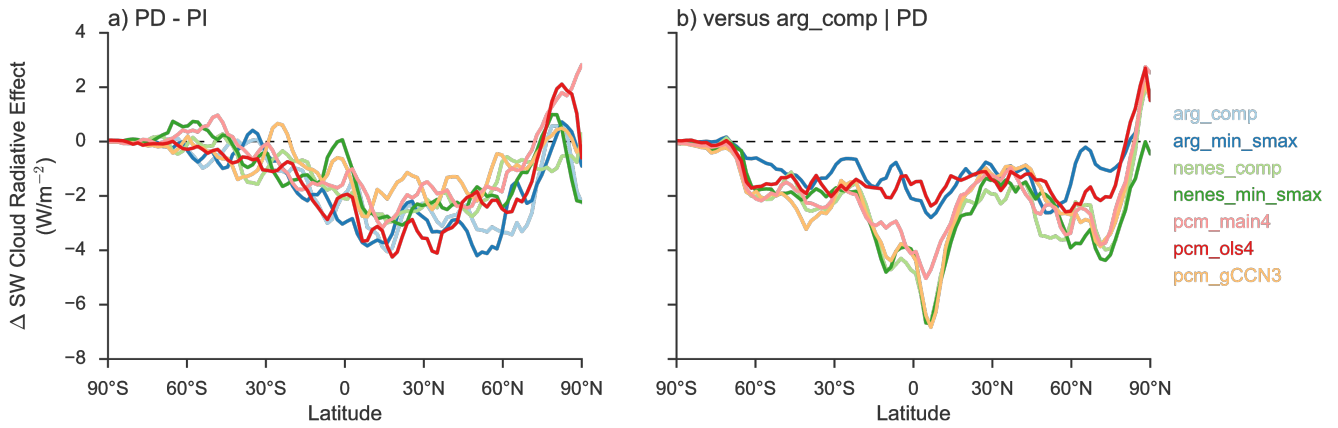 a) PD - PI
b) versus arg_comp | PD
Δ SW Cloud Radiative Effect
(W/m−2)
4
2
0
−2
−4
−6
−8
90°S
60°S
30°S
0
30°N
60°N
90°N
Latitude
90°S
60°S
30°S
0
30°N
60°N
90°N
Latitude
arg_comp
arg_min_smax
nenes_comp
nenes_min_smax
pcm_main4
pcm_ols4
pcm_gCCN3